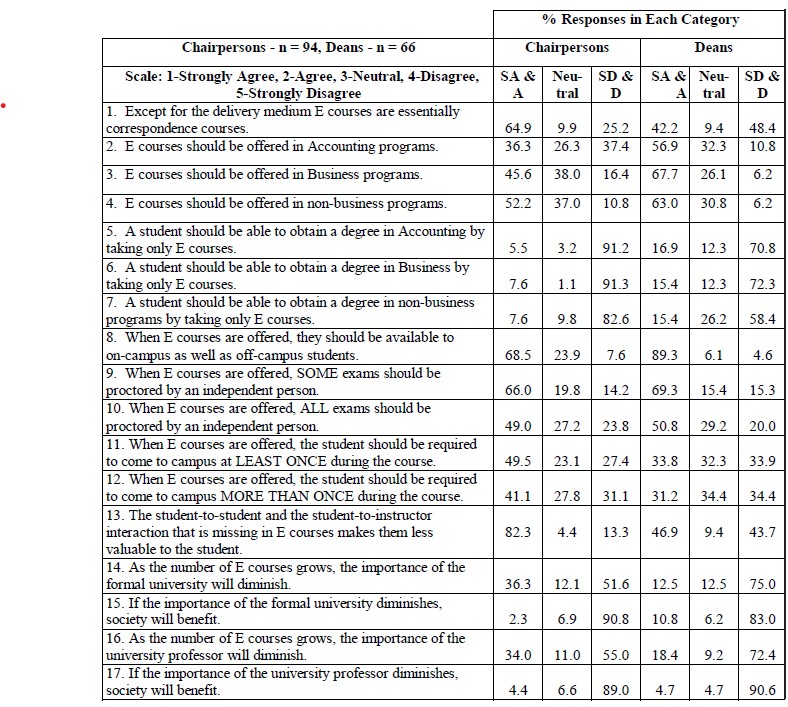 % Responses in Each Category
Chairpersons - n = 94, Deans - n = 66 Chairpersons Deans
Scale: 1-Strongly Agree, 2-Agree, 3-Neutral, 4-Disagree, SA & Neu- SD & SA & Neu- SD &
5-Strongly Disagree A tral D A tral D
1. Except for the delivery medium E courses are essentially
correspondence courses. 64.9 9.9 25.2 42.2 9.4 48.4
2. E courses should be offered in Accounting programs. 36.3 26.3 37.4 56.9 32.3 10.8
3. E courses should be offered in Business programs. 45.6 38.0 16.4 67.7 26.1 6.2
4. E courses should be offered in non-business programs. 52.2 37.0 10.8 63.0 30.8 6.2
5. A student should be able to obtain a degree in Accounting by
taking only E courses. 5.5 3.2 91.2 16.9 12.3 70.8
6. A student should be able to obtain a degree in Business by
taking only E courses. 7.6 1.1 91.3 15.4 12.3 72.3
7. A student should be able to obtain a degree in non-business
programs by taking only E courses. 7.6 9.8 82.6 15.4 26.2 58.4
8. When E courses are offered, they should be available to
on-campus as well as off-campus students. 68.5 23.9 7.6 89.3 6.1 4.6
9. When E courses are offered, SOME exams should be
proctored by an independent person. 66.0 19.8 14.2 69.3 15.4 15.3
10. When E courses are offered, ALL exams should be
proctored by an independent person. 49.0 27.2 23.8 50.8 29.2 20.0
11. When E courses are offered, the student should be required
to come to campus at LEAST ONCE during the course. 49.5 23.1 27.4 33.8 32.3 33.9
12. When E courses are offered, the student should be required
to come to campus MORE THAN ONCE during the course. 41.1 27.8 31.1 31.2 34.4 34.4
13. The student-to-student and the student-to-instructor
interaction that is missing in E courses makes them less 82.3 4.4 13.3 46.9 9.4 43.7
valuable to the student.
14. As the number of E courses grows, the importance of the
formal university will diminish. 36.3 12.1 51.6 12.5 12.5 75.0
15. If the importance of the formal university diminishes,
society will benefit. 2.3 6.9 90.8 10.8 6.2 83.0
16. As the number of E courses grows, the importance of the
university professor will diminish. 34.0 11.0 55.0 18.4 9.2 72.4
17. If the importance of the university professor diminishes,
society will benefit. 4.4 6.6 89.0 4.7 4.7 90.6